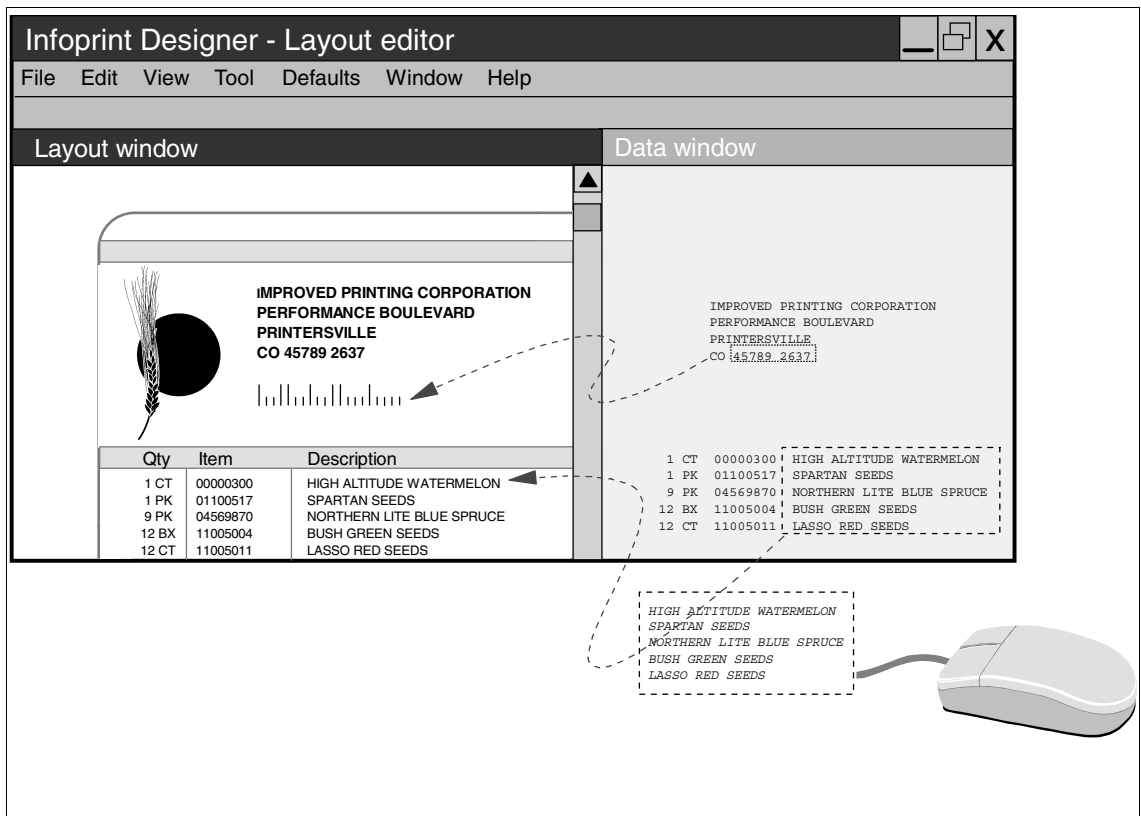 Infoprint Designer - Layout editor
X
File Edit View Tool Defaults Window Help
Layout window
IMPROVED PRINTING CORPORATION
PERFORMANCE BOULEVARD
PRINTERSVILLE
CO 45789 2637
Qty Item Description
1 CT 00000300 HIGH ALTITUDE WATERMELON
1 PK 01100517 SPARTAN SEEDS
9 PK 04569870 NORTHERN LITE BLUE SPRUCE
12 BX 11005004 BUSH GREEN SEEDS
12 CT 11005011 LASSO RED SEEDS
Data window
IMPROVED PRINTING CORPORATION
PERFORMANCE BOULEVARD
PRINTERSVILLE
CO 45789 2637
1 CT 00000300 HIGH ALTITUDE WATERMELON
1 PK 01100517 SPARTAN SEEDS
9 PK 04569870 NORTHERN LITE BLUE SPRUCE
12 BX 11005004 BUSH GREEN SEEDS
12 CT 11005011 LASSO RED SEEDS
HIGH ALTITUDE WATERMELON
SPARTAN SEEDS
NORTHERN LITE BLUE SPRUCE
BUSH GREEN SEEDS
LASSO RED SEEDS